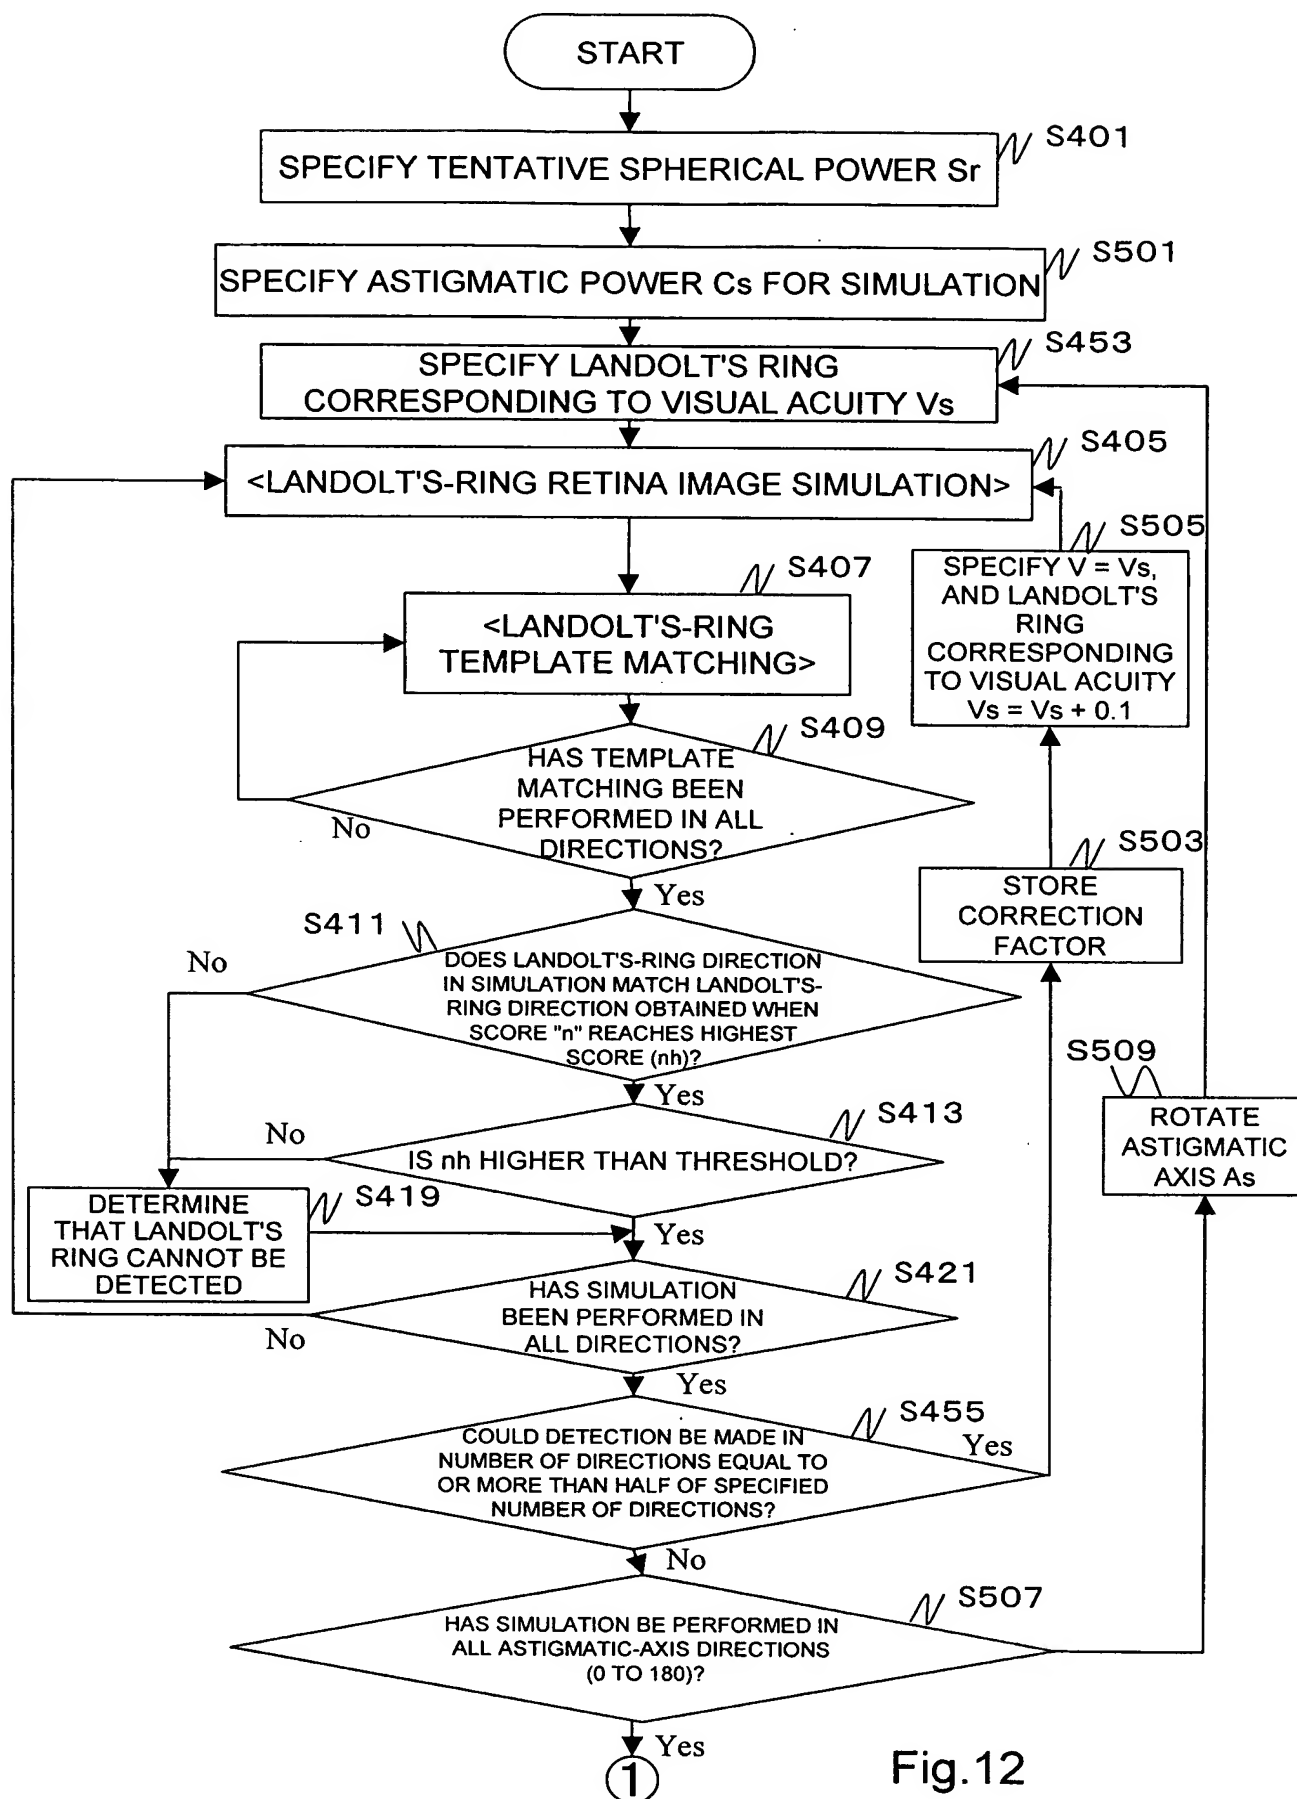 START
S401
SPECIFY TENTATIVE SPHERICAL POWER Sr
S501
SPECIFY ASTIGMATIC POWER Cs FOR SIMULATION
S453
SPECIFY LANDOLT'S RING
CORRESPONDING TO VISUAL ACUITY Vs
S405
<LANDOLT'S-RING RETINA IMAGE SIMULATION>
S505
SPECIFY V = Vs,
AND LANDOLT'S
RING
CORRESPONDING
TO VISUAL ACUITY
Vs = Vs + 0.1
S407
<LANDOLT'S-RING
TEMPLATE MATCHING>
S409
HAS TEMPLATE
MATCHING BEEN
PERFORMED IN ALL
DIRECTIONS?
No
Yes
S503
STORE
CORRECTION
FACTOR
S411
No
DOES LANDOLT'S-RING DIRECTION
IN SIMULATION MATCH LANDOLT'S-
RING DIRECTION OBTAINED WHEN
SCORE "n" REACHES HIGHEST
SCORE (nh)?
Yes
S509
ROTATE
ASTIGMATIC
AXIS As
S413
No
IS nh HIGHER THAN THRESHOLD?
Yes
S419
DETERMINE
THAT LANDOLT'S
RING CANNOT BE
DETECTED
S421
HAS SIMULATION
BEEN PERFORMED IN
ALL DIRECTIONS?
No
Yes
S455
COULD DETECTION BE MADE IN
NUMBER OF DIRECTIONS EQUAL TO
OR MORE THAN HALF OF SPECIFIED
NUMBER OF DIRECTIONS?
Yes
No
S507
HAS SIMULATION BE PERFORMED IN
ALL ASTIGMATIC-AXIS DIRECTIONS
(0 TO 180)?
Yes
1
Fig.12